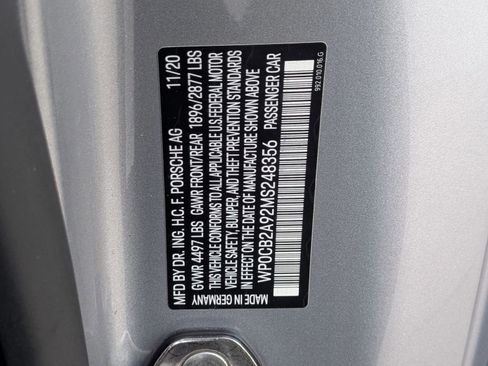 MFD BY DR. ING. H.C. F. PORSCHE AG 11/20
GVWR 4497 LBS GAWR FRONT/REAR 1896/2877 LBS
THIS VEHICLE CONFORMS TO ALL APPLICABLE U.S. FEDERAL MOTOR
VEHICLE SAFETY, BUMPER, AND THEFT PREVENTION STANDARDS
IN EFFECT ON THE DATE OF MANUFACTURE SHOWN ABOVE
WP0CB2A92MS248356 PASSENGER CAR
MADE IN GERMANY
992 010 016 G